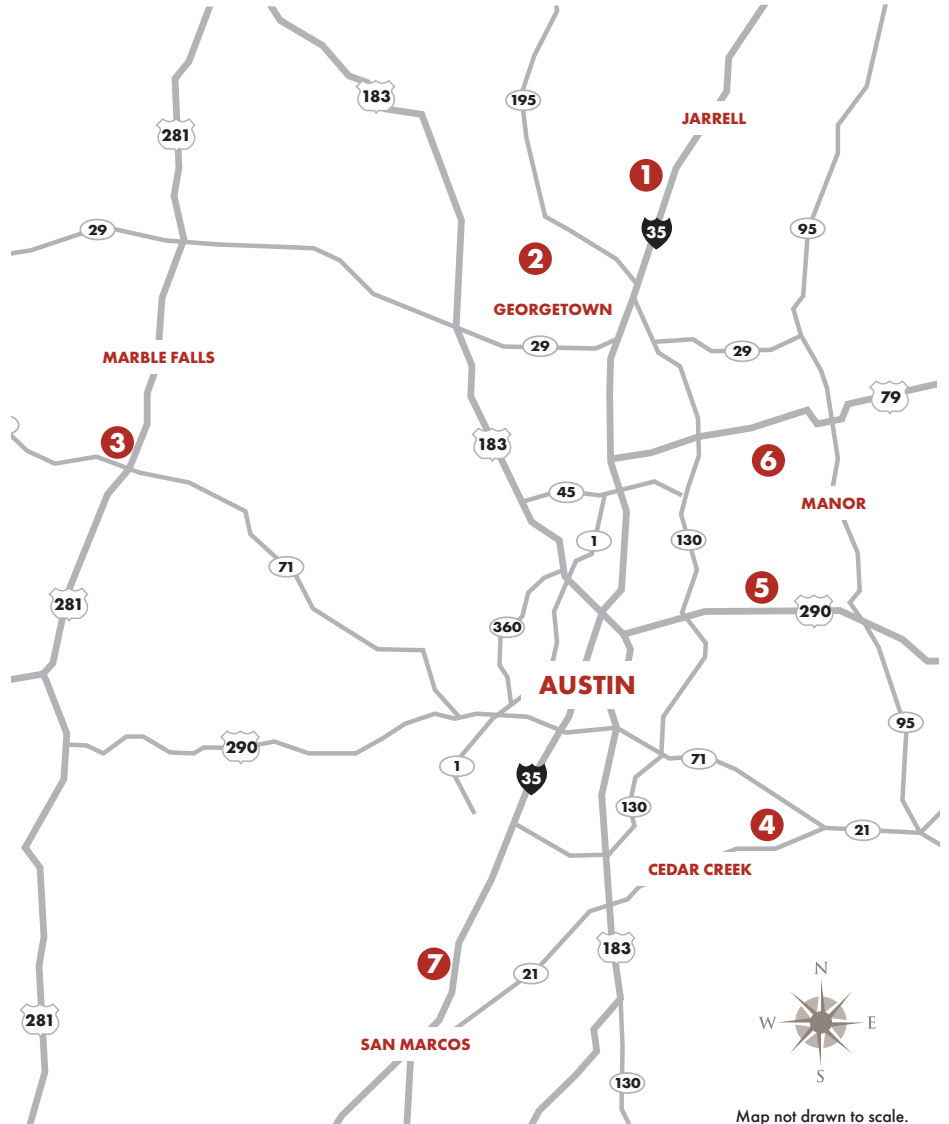 183
195
281
JARRELL
1
29
95
35
2
GEORGETOWN
29
29
MARBLE FALLS
79
3
183
6
45
MANOR
1
130
71
5
281
290
360
AUSTIN
95
290
1
35
71
130
4
21
CEDAR CREEK
183
7
21
N
W
E
S
281
SAN MARCOS
130
Map not drawn to scale.